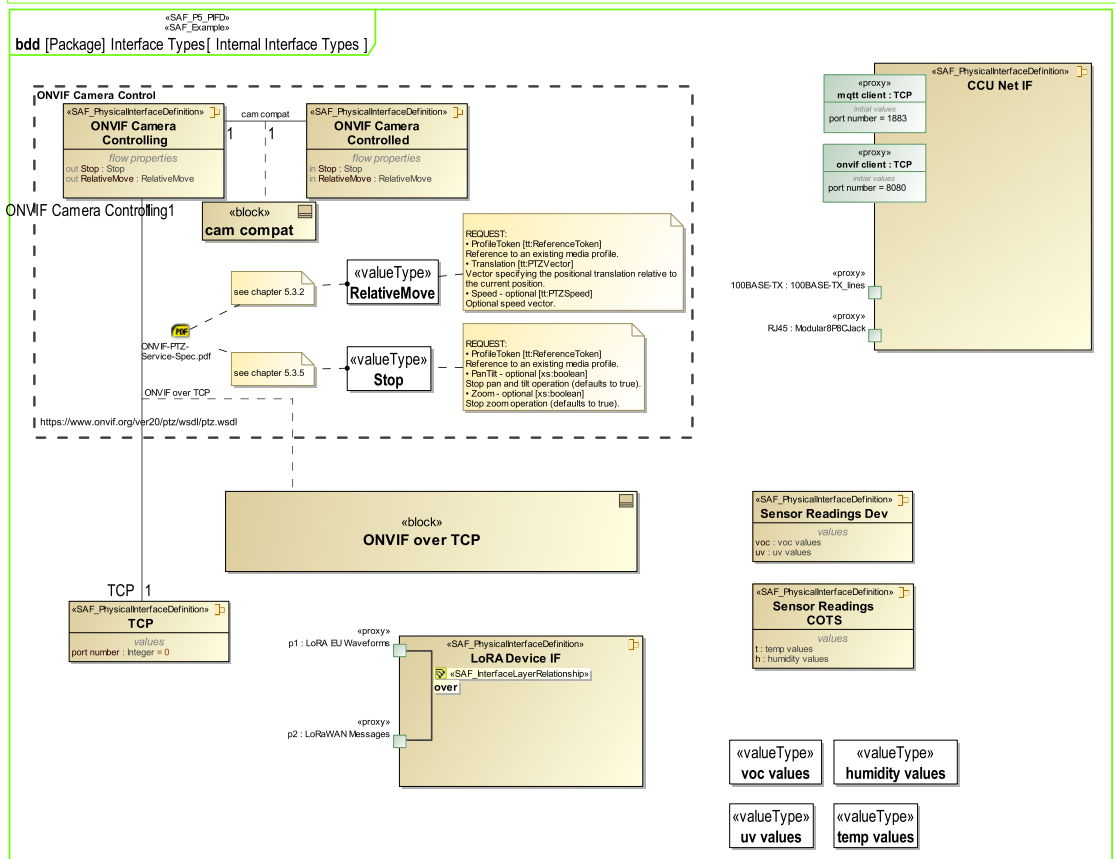 «SAF_P5_PIFD»
«SAF_Example»
bdd [Package] Interface Types[ Internal Interface Types ]
ONVIF Camera Control
«SAF_PhysicalInterfaceDefinition»
ONVIF Camera
Controlling
flow properties
out Stop : Stop
out RelativeMove : RelativeMove
cam compat
1
1
«SAF_PhysicalInterfaceDefinition»
ONVIF Camera
Controlled
flow properties
in Stop : Stop
in RelativeMove : RelativeMove
ONVIF Camera Controlling1
1
«block»
cam compat
see chapter 5.3.2
«valueType»
RelativeMove
REQUEST:
• ProfileToken [tt:ReferenceToken]
Reference to an existing media profile.
• Translation [tt:PTZVector]
Vector specifying the positional translation relative to
the current position.
• Speed - optional [tt:PTZSpeed]
Optional speed vector.
PDF
ONVIF-PTZ-
Service-Spec.pdf
see chapter 5.3.5
«valueType»
Stop
REQUEST:
• ProfileToken [tt:ReferenceToken]
Reference to an existing media profile.
• PanTilt - optional [xs:boolean]
Stop pan and tilt operation (defaults to true).
• Zoom - optional [xs:boolean]
Stop zoom operation (defaults to true).
ONVIF over TCP
https://www.onvif.org/ver20/ptz/wsdl/ptz.wsdl
«SAF_PhysicalInterfaceDefinition»
CCU Net IF
«proxy»
mqtt client : TCP
initial values
port number = 1883
«proxy»
onvif client : TCP
initial values
port number = 8080
«proxy»
100BASE-TX : 100BASE-TX_lines
«proxy»
RJ45 : Modular8P8CJack
«block»
ONVIF over TCP
TCP
1
«SAF_PhysicalInterfaceDefinition»
TCP
values
port number : Integer = 0
«proxy»
p1 : LoRA EU Waveforms
«proxy»
p2 : LoRaWAN Messages
«SAF_PhysicalInterfaceDefinition»
LoRA Device IF
«SAF_InterfaceLayerRelationship»
over
«SAF_PhysicalInterfaceDefinition»
Sensor Readings Dev
values
voc : voc values
uv : uv values
«SAF_PhysicalInterfaceDefinition»
Sensor Readings
COTS
values
t : temp values
h : humidity values
«valueType»
voc values
«valueType»
humidity values
«valueType»
uv values
«valueType»
temp values